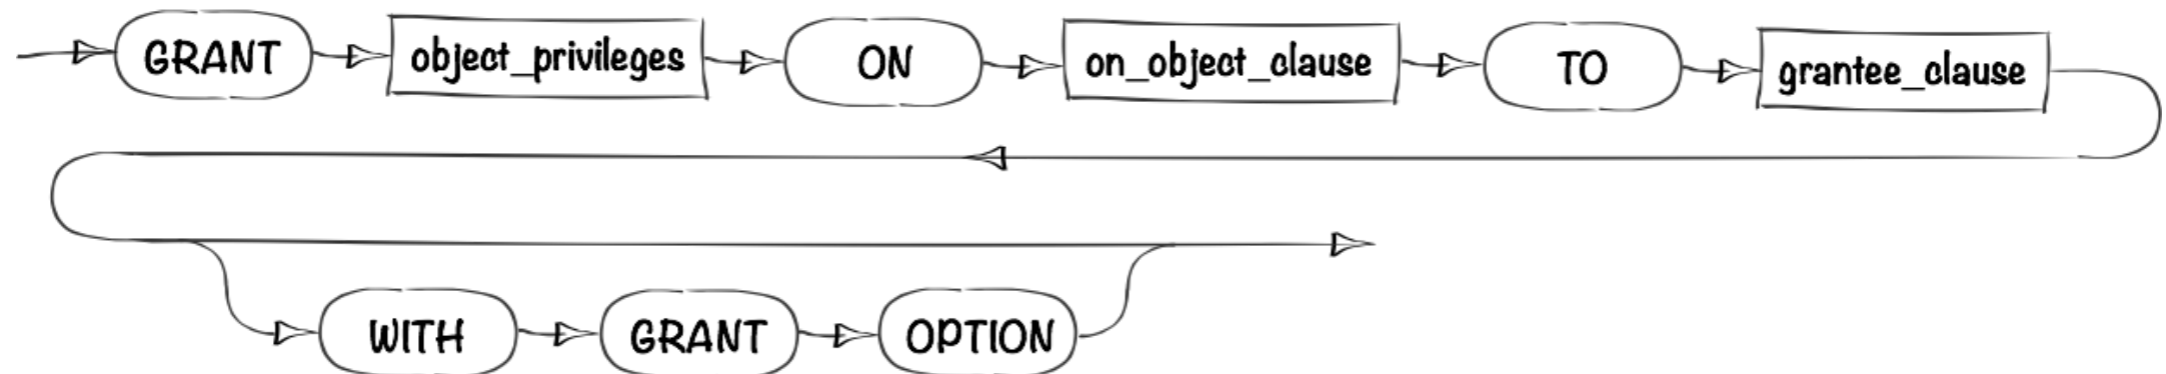 GRANT object_privileges ON on_object_clause TO grantee_clause
WITH GRANT OPTION